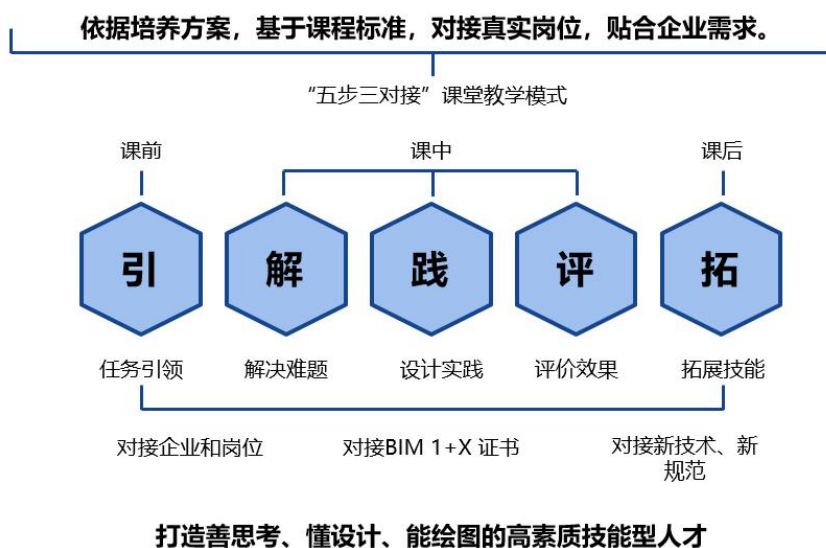 依据培养方案，基于课程标准，对接真实岗位，贴合企业需求。
“五步三对接”课堂教学模式
课前 课中 课后
引 解 践 评 拓
任务引领 解决难题 设计实践 评价效果 拓展技能
对接企业和岗位 对接BIM 1+X 证书 对接新技术、新
规范
打造善思考、懂设计、能绘图的高素质技能型人才